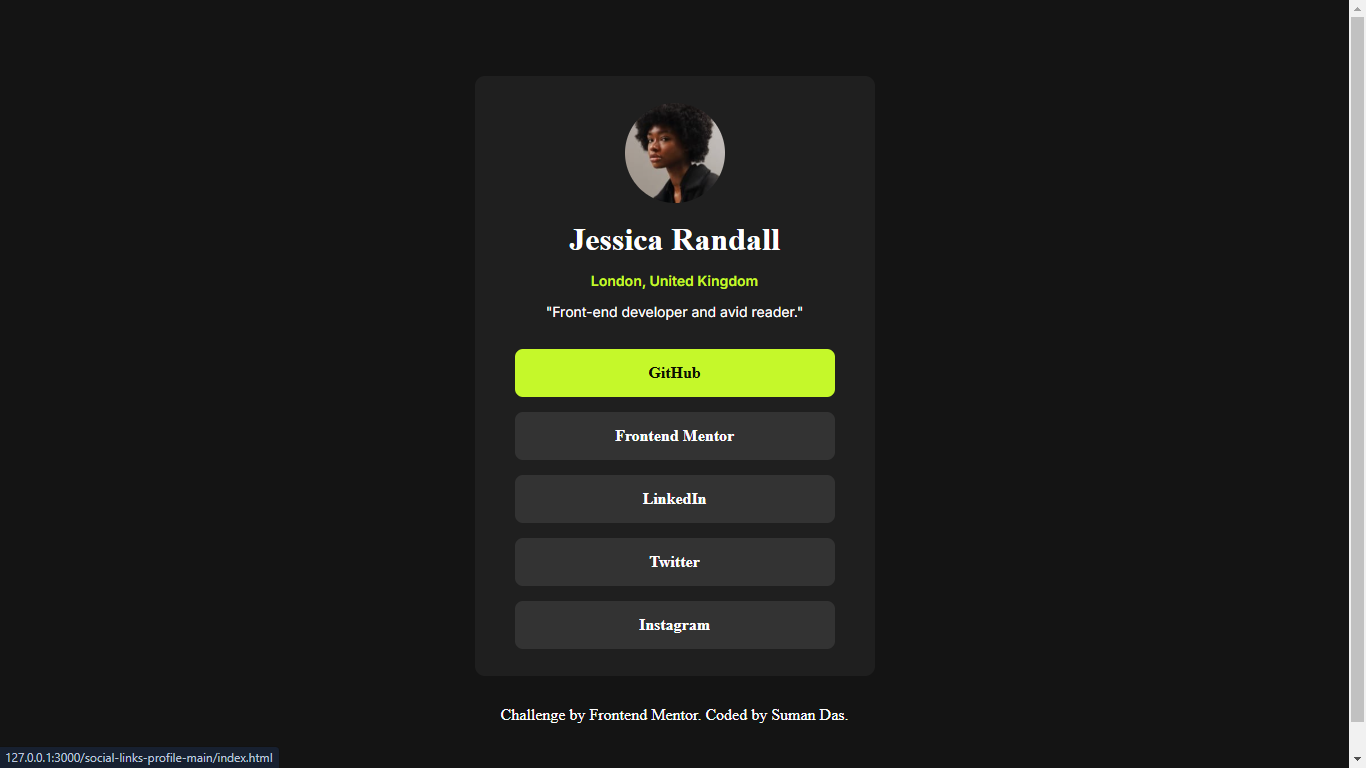 Jessica Randall
London, United Kingdom
"Front-end developer and avid reader."
GitHub
Frontend Mentor
LinkedIn
Twitter
Instagram
Challenge by Frontend Mentor. Coded by Suman Das.
127.0.0.1:3000/social-links-profile-main/index.html